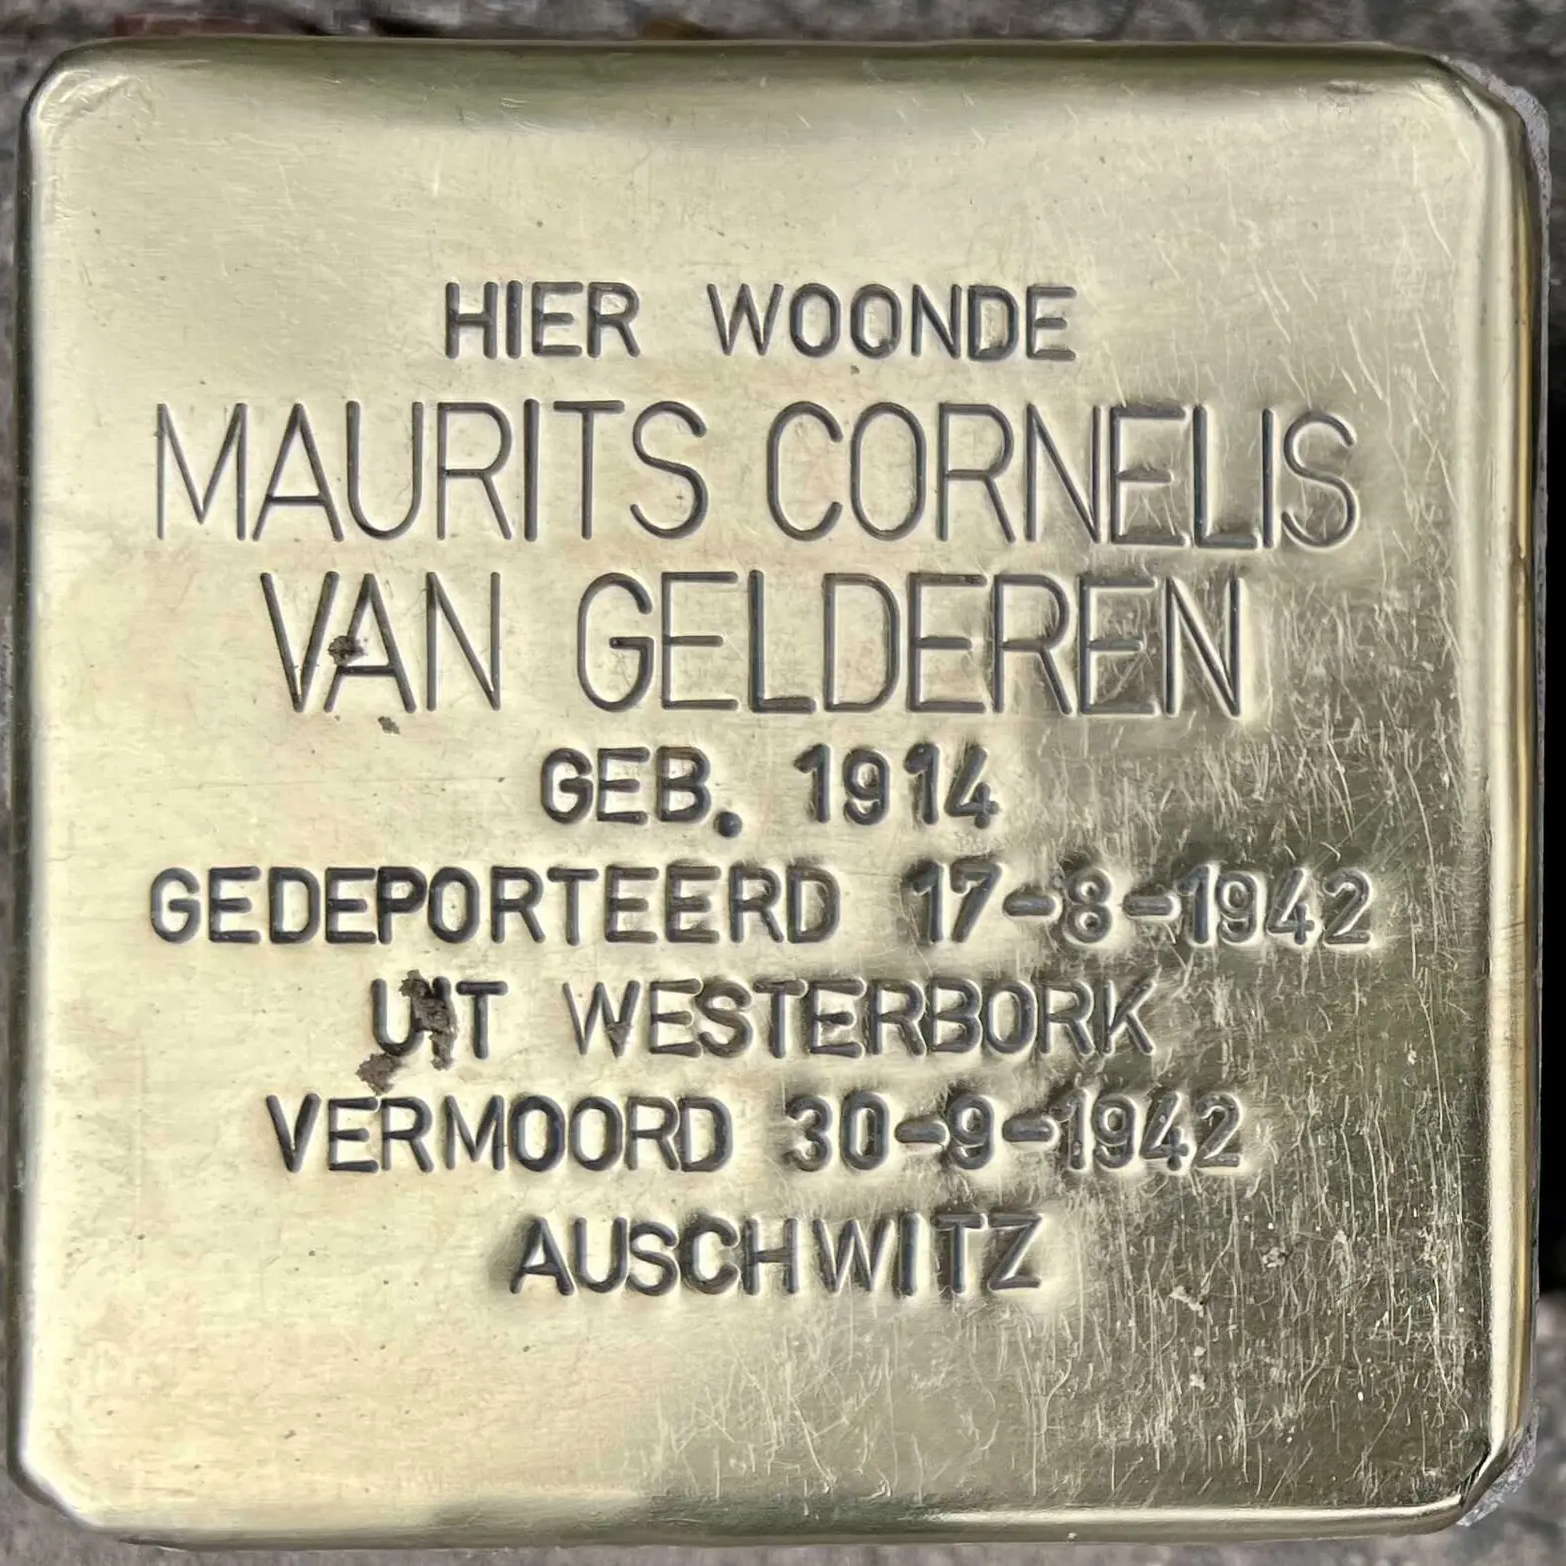 HIER WOONDE
MAURITS CORNELIS
VAN GELDEREN
GEB. 1914
GEDEPORTEERD 17-8-1942
UIT WESTERBORK
VERMOORD 30-9-1942
AUSCHWITZ